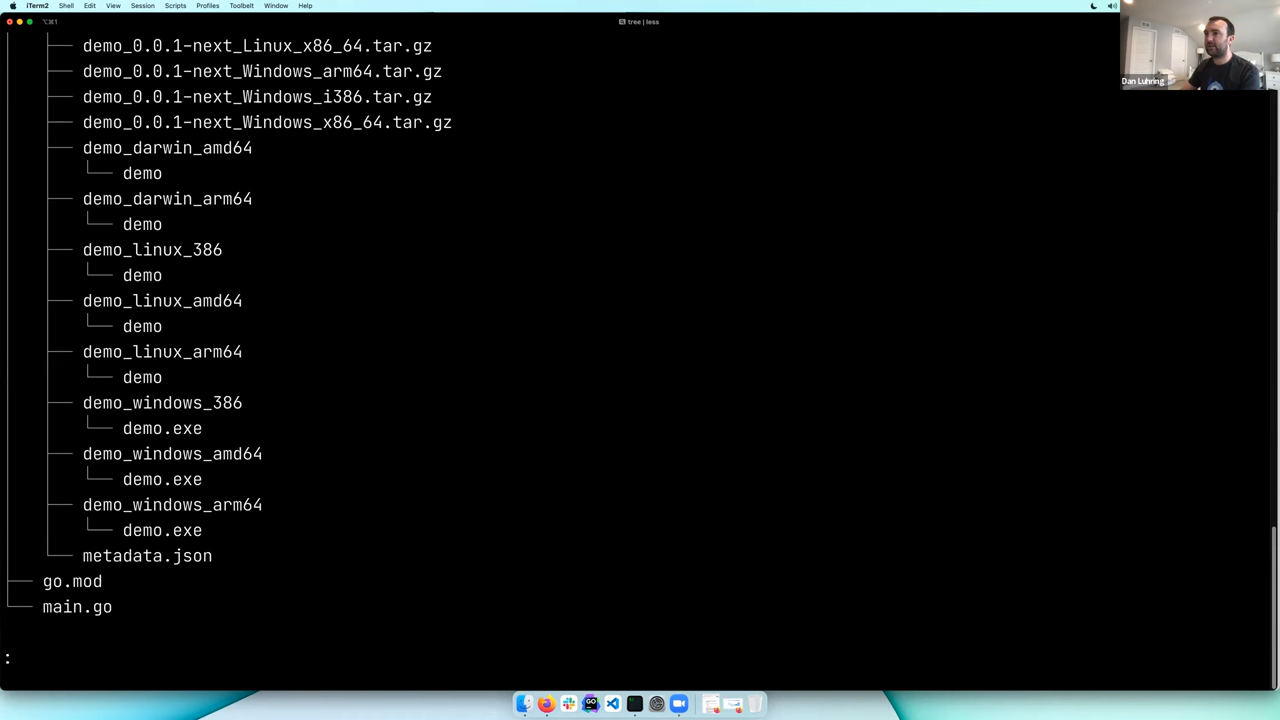 iTerm2 Shell Edit View Session Scripts Profiles Toolbelt Window Help
⌥⌘1
tree | less
Dan Luhring
├── demo_0.0.1-next_Linux_x86_64.tar.gz
├── demo_0.0.1-next_Windows_arm64.tar.gz
├── demo_0.0.1-next_Windows_i386.tar.gz
├── demo_0.0.1-next_Windows_x86_64.tar.gz
├── demo_darwin_amd64
└── demo
├── demo_darwin_arm64
└── demo
├── demo_linux_386
└── demo
├── demo_linux_amd64
└── demo
├── demo_linux_arm64
└── demo
├── demo_windows_386
└── demo.exe
├── demo_windows_amd64
└── demo.exe
├── demo_windows_arm64
└── demo.exe
└── metadata.json
├── go.mod
└── main.go
:
GO